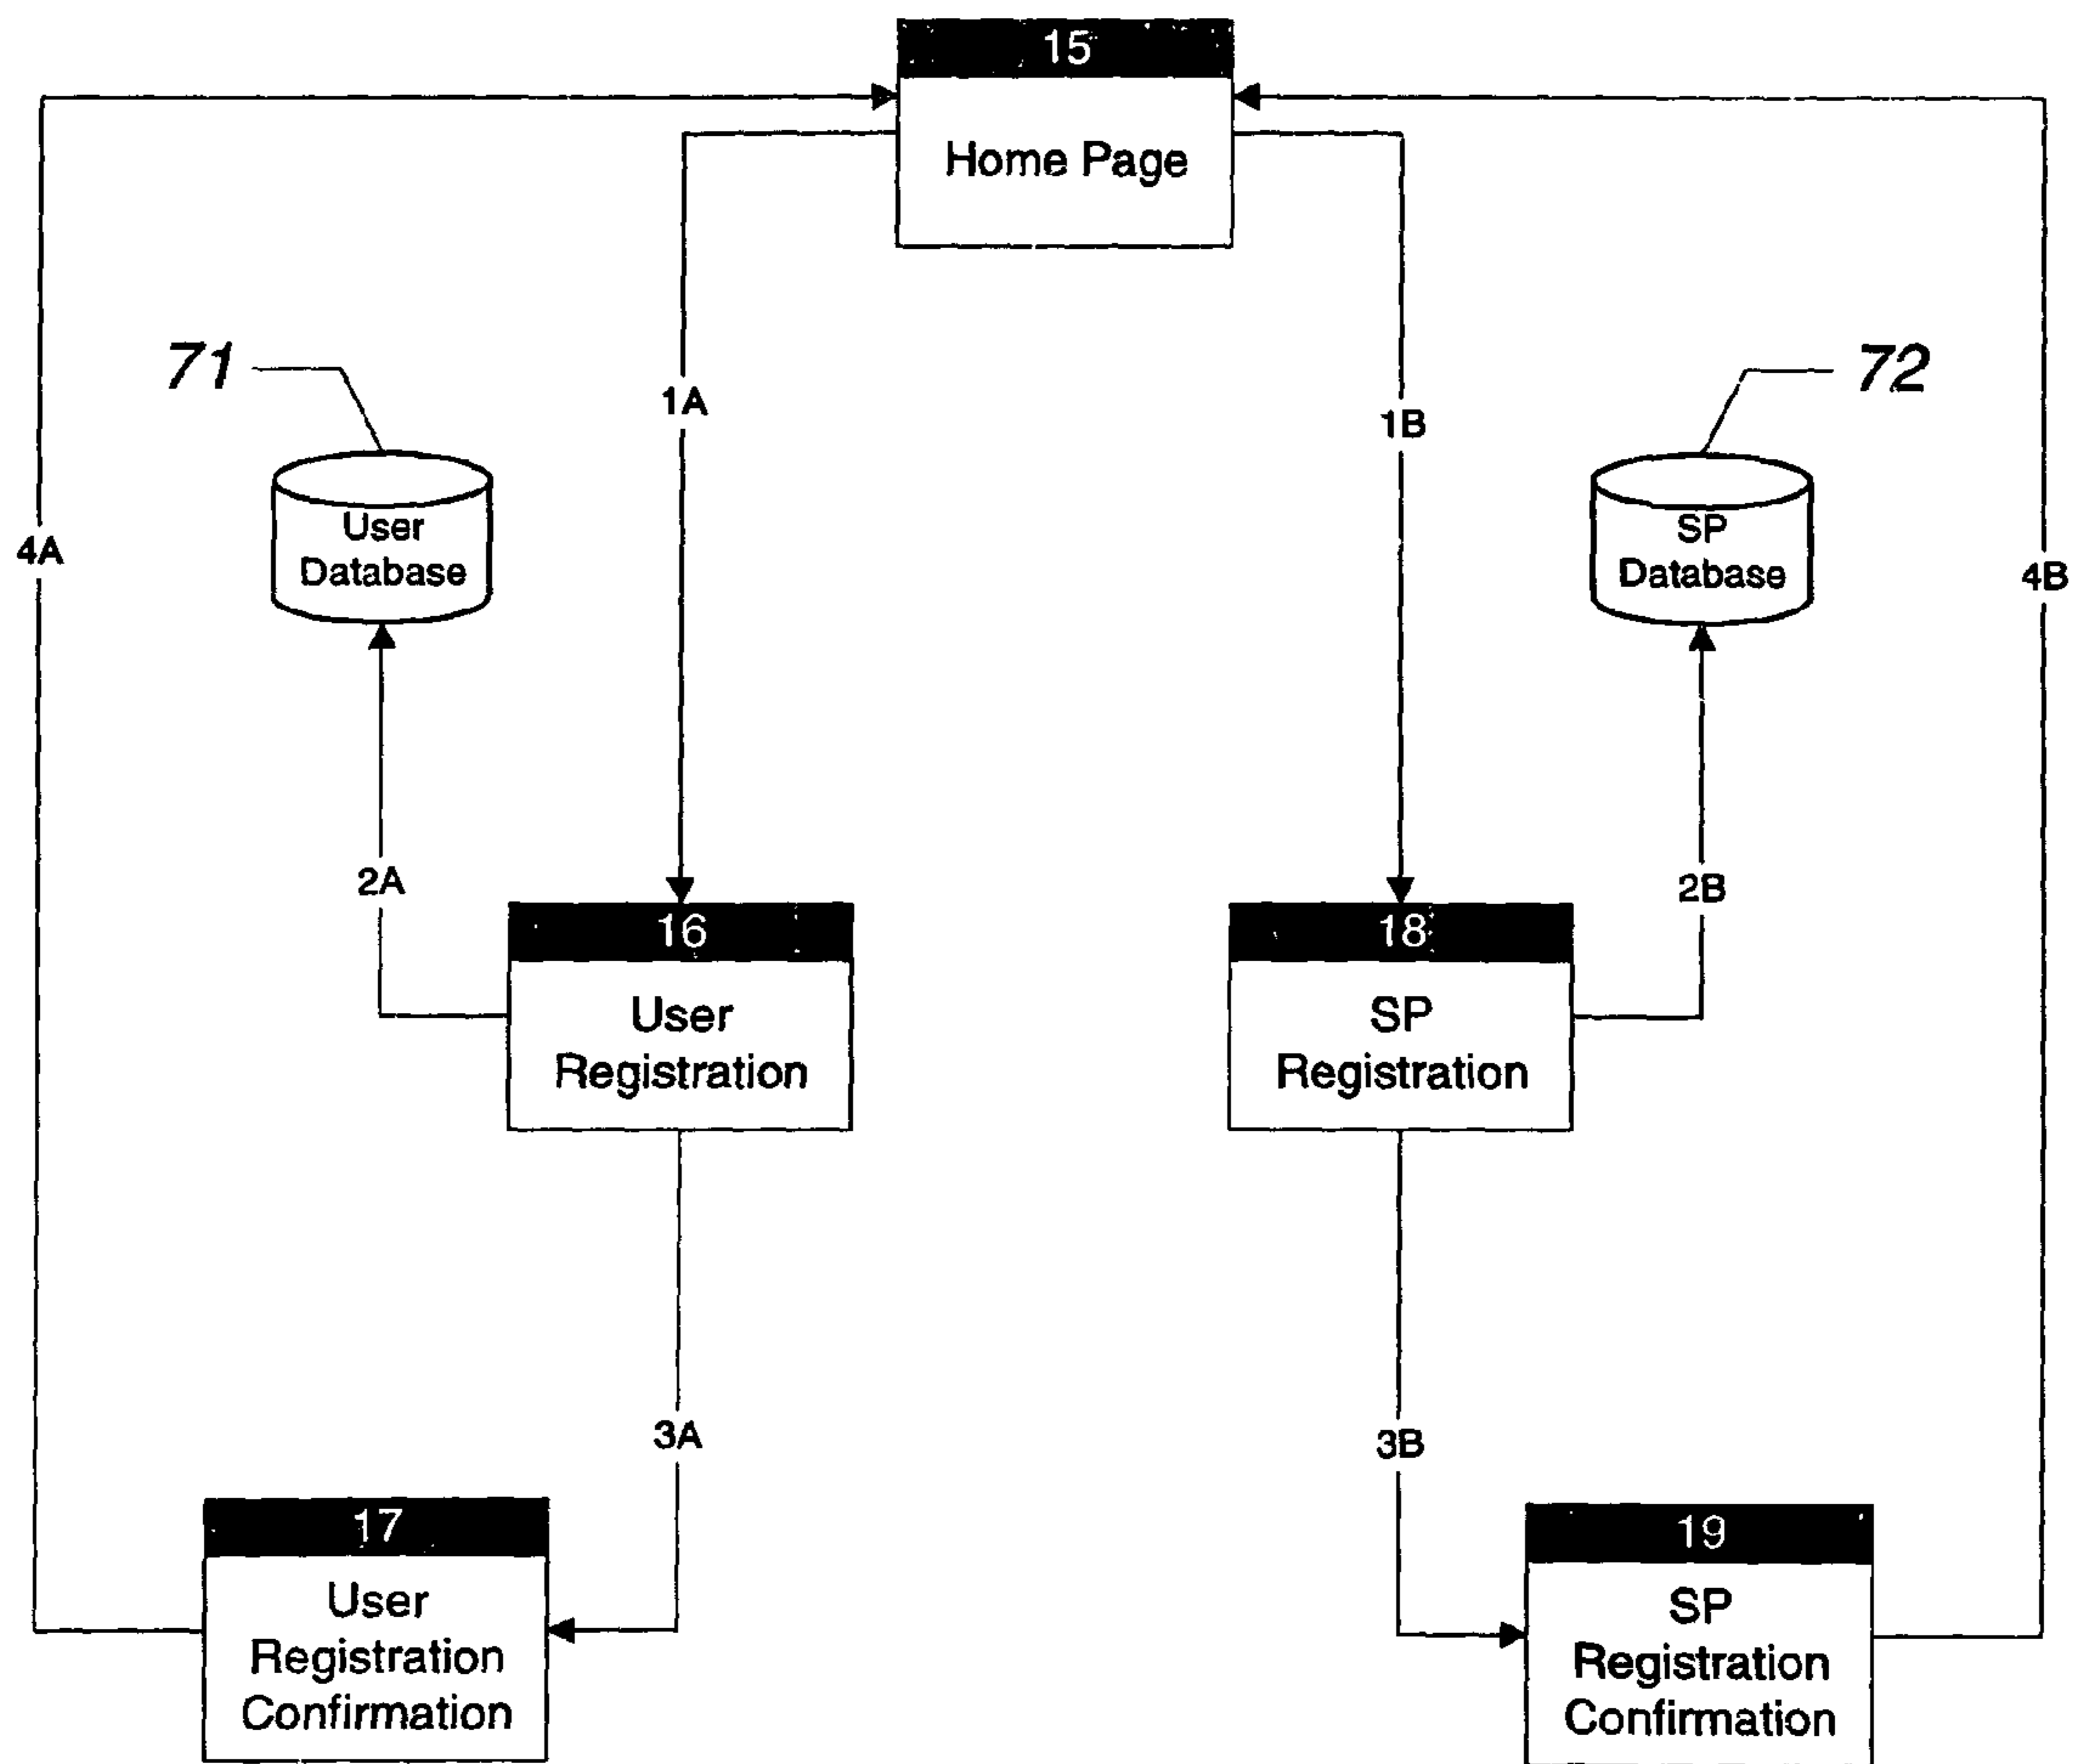 15
Home Page
71
72
1A
1B
User
Database
SP
Database
4A
4B
2A
2B
16
User
Registration
18
SP
Registration
3A
3B
17
User
Registration
Confirmation
19
SP
Registration
Confirmation